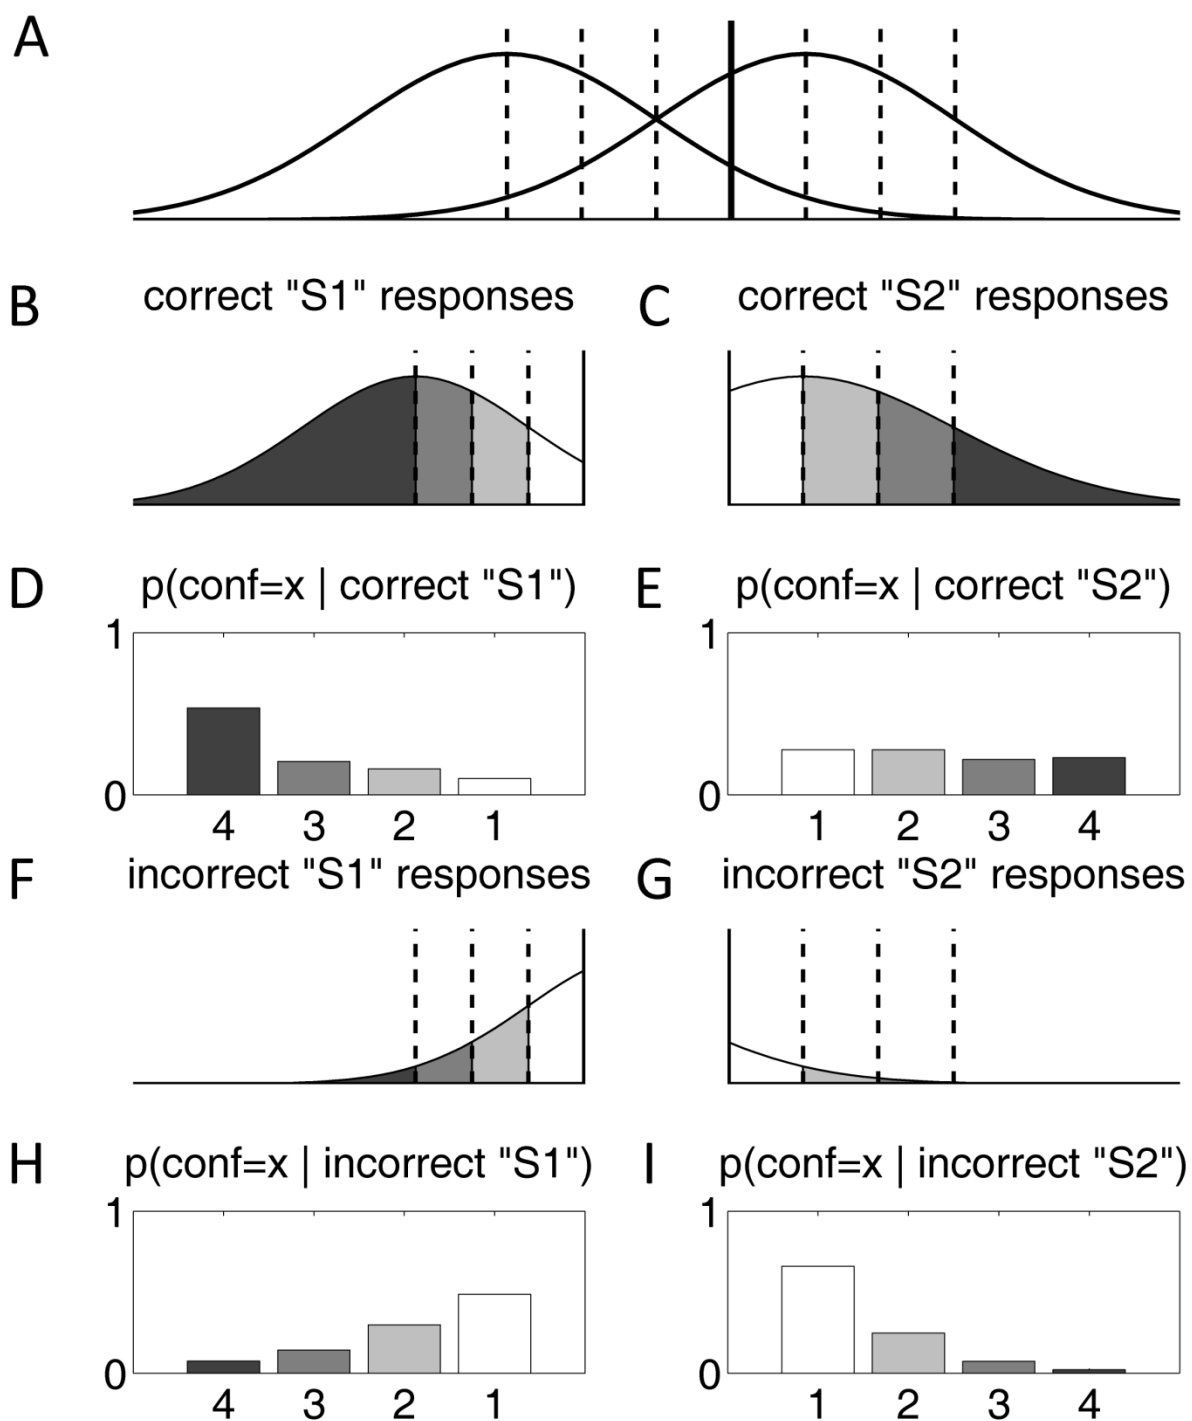 A
B correct "S1" responses
C correct "S2" responses
D p(conf=x | correct "S1")
E p(conf=x | correct "S2")
1
0
4 3 2 1
1
0
1 2 3 4
F incorrect "S1" responses
G incorrect "S2" responses
H p(conf=x | incorrect "S1")
I p(conf=x | incorrect "S2")
1
0
4 3 2 1
1
0
1 2 3 4